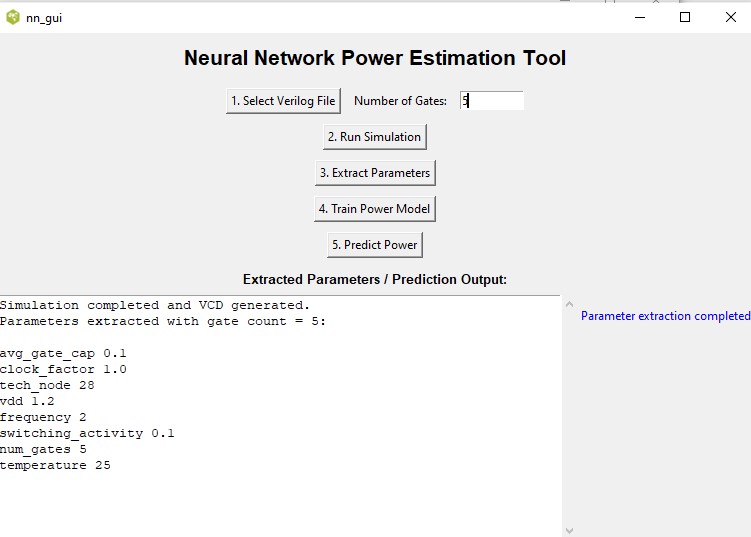 nn_gui
Neural Network Power Estimation Tool
1. Select Verilog File
Number of Gates:
5
2. Run Simulation
3. Extract Parameters
4. Train Power Model
5. Predict Power
Extracted Parameters / Prediction Output:
Simulation completed and VCD generated.
Parameters extracted with gate count = 5:
avg_gate_cap 0.1
clock_factor 1.0
tech_node 28
vdd 1.2
frequency 2
switching_activity 0.1
num_gates 5
temperature 25
Parameter extraction completed